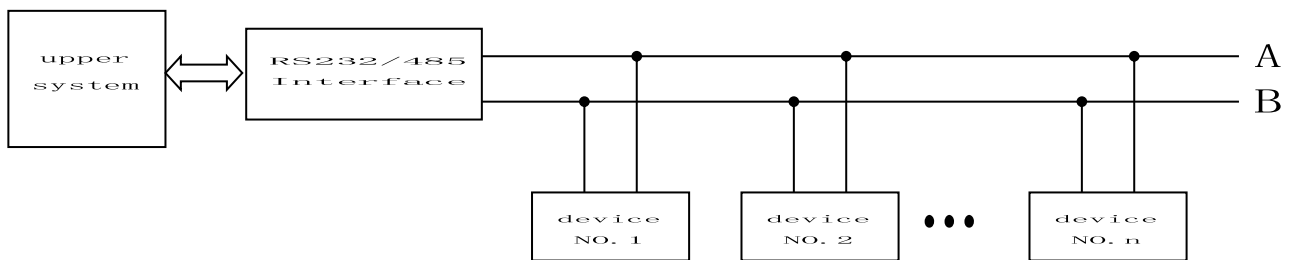 upper
system
RS232/485
Interface
A
B
device
NO. 1
device
NO. 2
device
NO. n